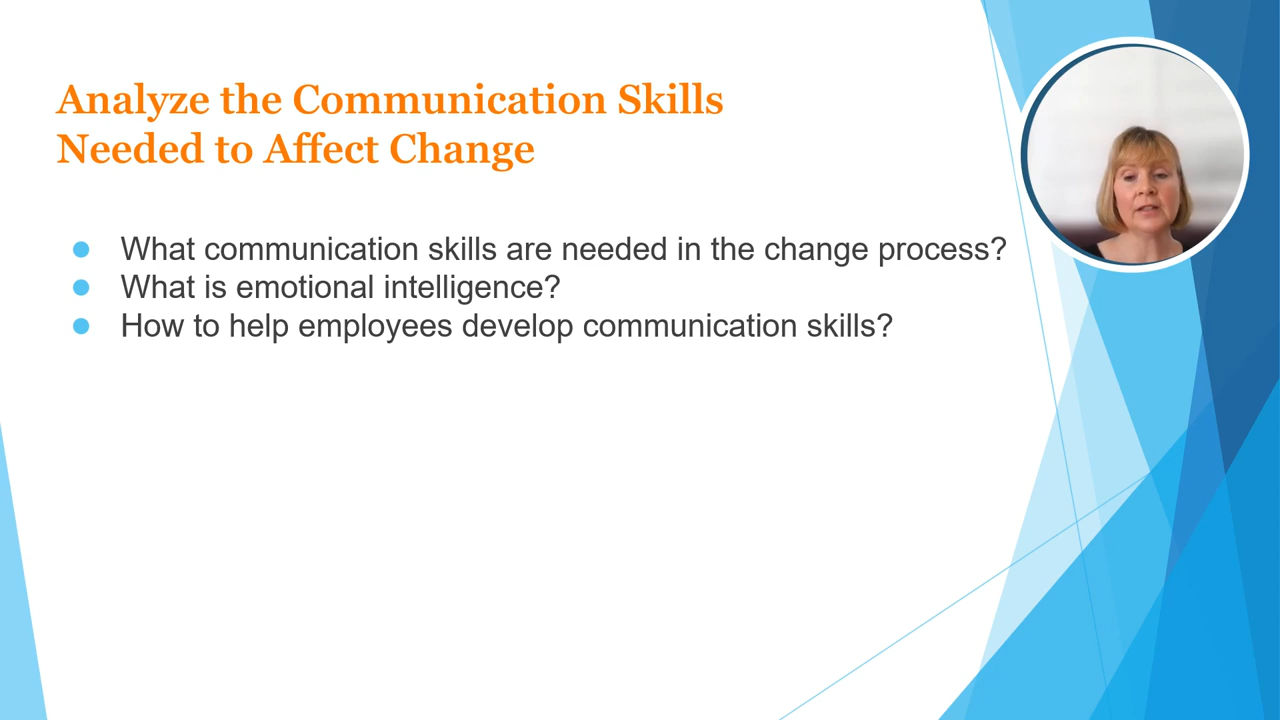 Analyze the Communication Skills
Needed to Affect Change
What communication skills are needed in the change process?
What is emotional intelligence?
How to help employees develop communication skills?